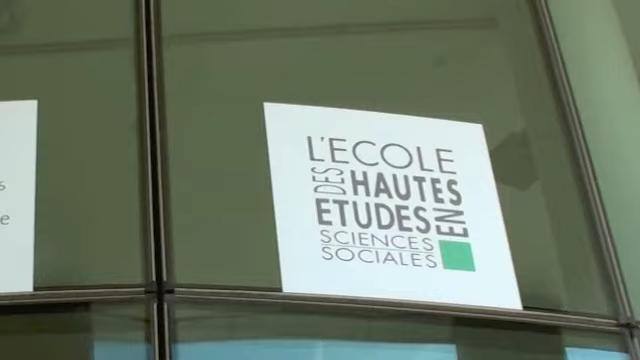 L'ECOLE
DES HAUTES
ETUDES EN
SCIENCES
SOCIALES